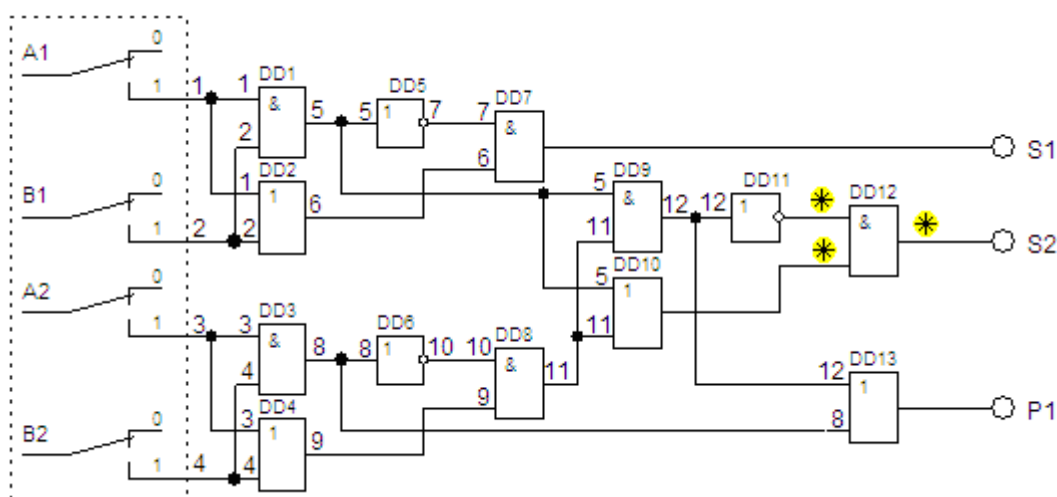 0
A1
1 1 1 DD1 & 5 5 DD5 1 7 7 DD7 &
2
S1
0
B1
1 2 2 1 DD2 1 6 6
5 DD9 & 12 12 DD11 1 DD12 &
11
S2
0
A2
1 3 3 DD3 & 8 8 DD6 1 10 10 DD8 & 11 11 5 DD10 1
4
9
12 DD13 1
8
P1
0
B2
1 4 4 3 DD4 1 9